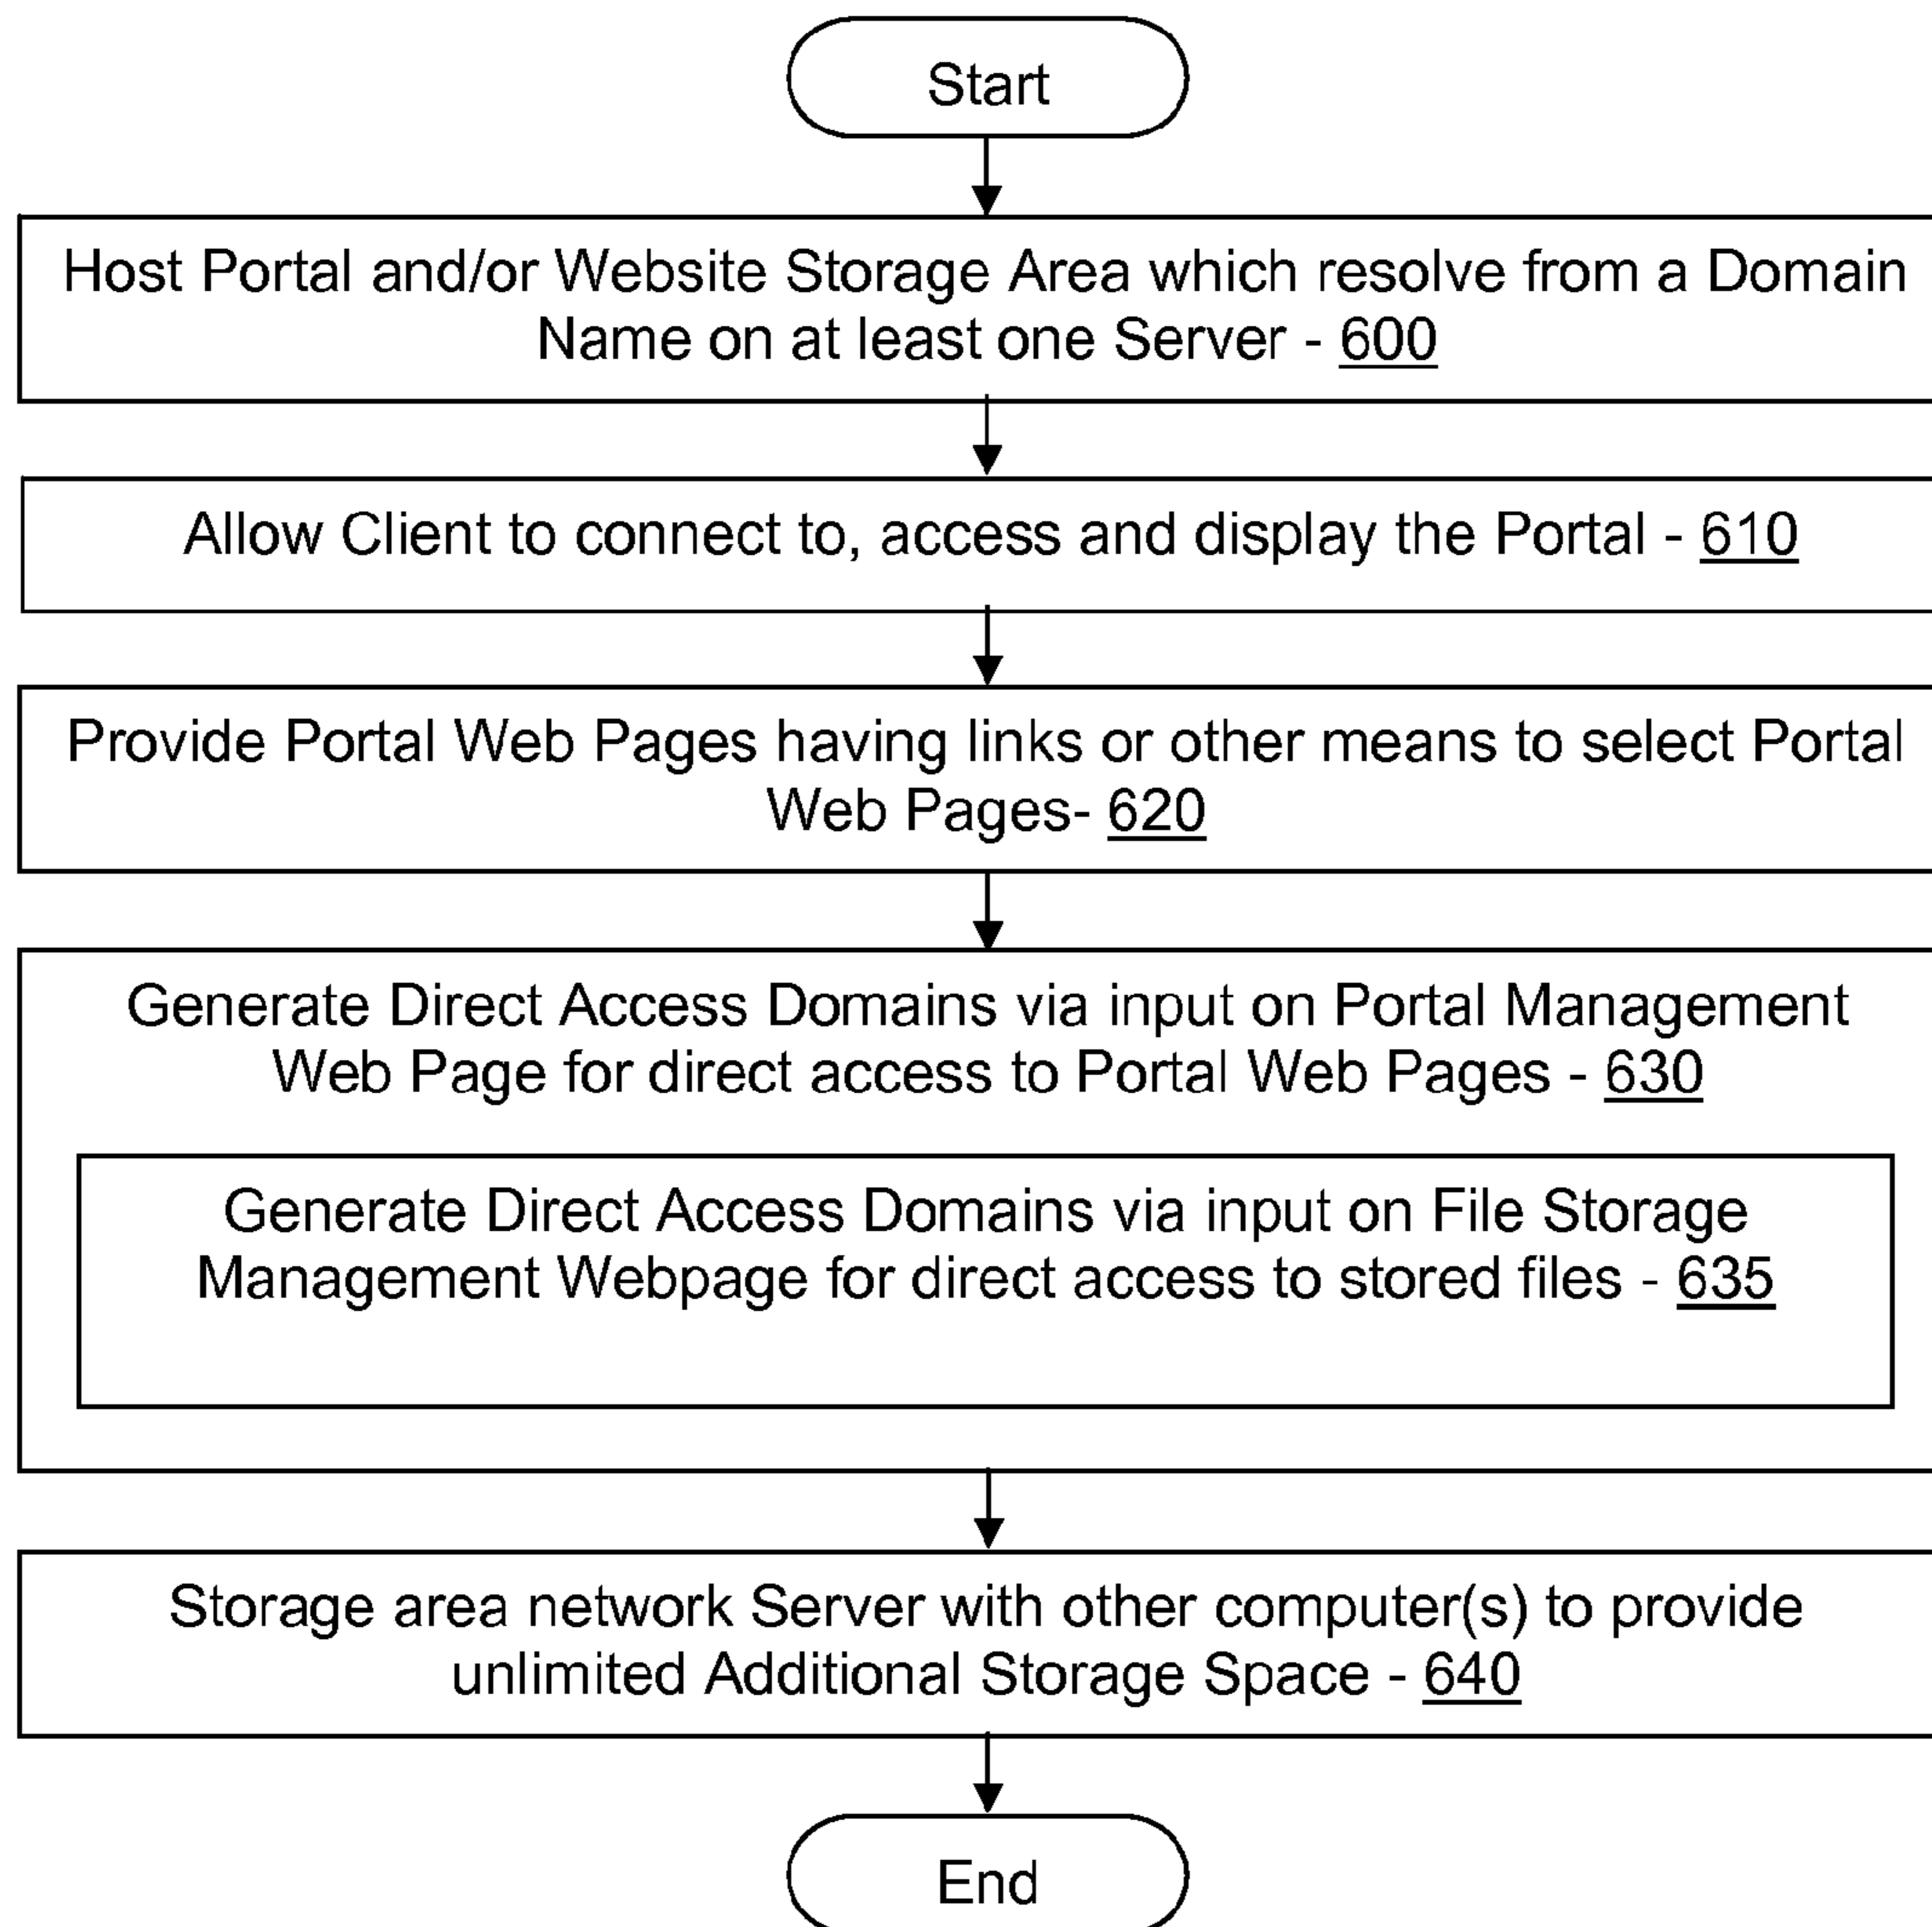 Start
Host Portal and/or Website Storage Area which resolve from a Domain
Name on at least one Server - 600
Allow Client to connect to, access and display the Portal - 610
Provide Portal Web Pages having links or other means to select Portal
Web Pages- 620
Generate Direct Access Domains via input on Portal Management
Web Page for direct access to Portal Web Pages - 630
Generate Direct Access Domains via input on File Storage
Management Webpage for direct access to stored files - 635
Storage area network Server with other computer(s) to provide
unlimited Additional Storage Space - 640
End